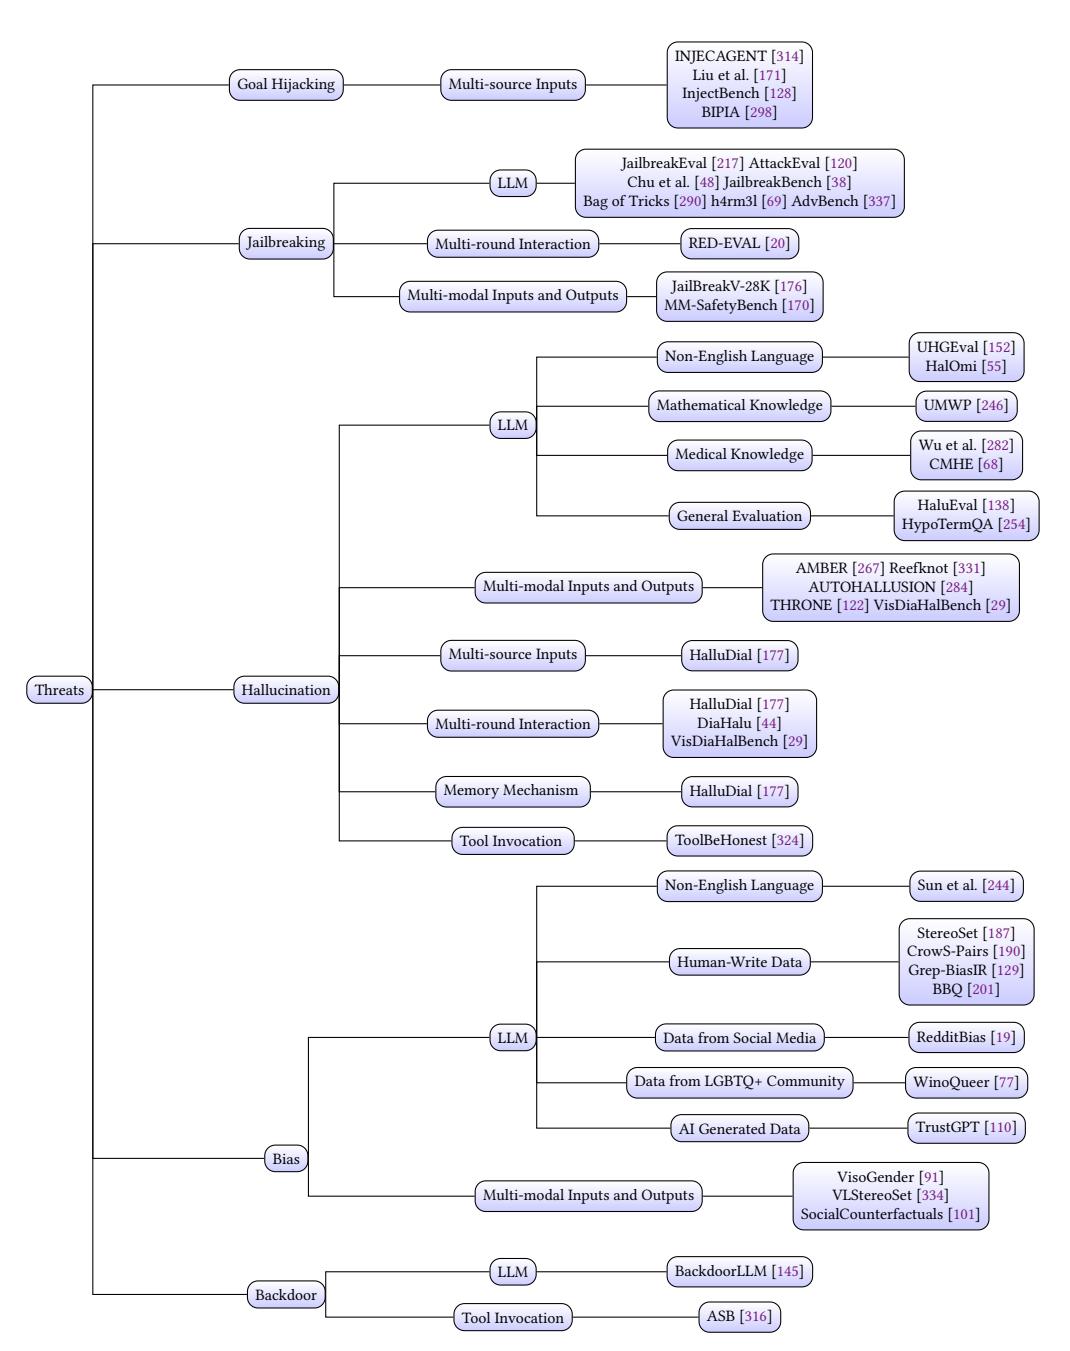 INJECAGENT [314]
Goal Hijacking
Multi-source Inputs
Liu et al. [171]
InjectBench [128]
BIPIA [298]
JailbreakEval [217] AttackEval [120]
LLM
Chu et al. [48] JailbreakBench [38]
Bag of Tricks [290] h4rm3l [69] AdvBench [337]
Jailbreaking
Multi-round Interaction
RED-EVAL [20]
Multi-modal Inputs and Outputs
JailBreakV-28K [176]
MM-SafetyBench [170]
Non-English Language
UHGEval [152]
HalOmi [55]
Mathematical Knowledge
UMWP [246]
LLM
Medical Knowledge
Wu et al. [282]
CMHE [68]
General Evaluation
HaluEval [138]
HypoTermQA [254]
Multi-modal Inputs and Outputs
AMBER [267] Reefknot [331]
AUTOHALLUSION [284]
THRONE [122] VisDiaHalBench [29]
Multi-source Inputs
HalluDial [177]
Threats
Hallucination
Multi-round Interaction
HalluDial [177]
DiaHalu [44]
VisDiaHalBench [29]
Memory Mechanism
HalluDial [177]
Tool Invocation
ToolBeHonest [324]
Non-English Language
Sun et al. [244]
Human-Write Data
StereoSet [187]
CrowS-Pairs [190]
Grep-BiasIR [129]
BBQ [201]
LLM
Data from Social Media
RedditBias [19]
Data from LGBTQ+ Community
WinoQueer [77]
AI Generated Data
TrustGPT [110]
Bias
Multi-modal Inputs and Outputs
VisoGender [91]
VLStereoSet [334]
SocialCounterfactuals [101]
LLM
BackdoorLLM [145]
Backdoor
Tool Invocation
ASB [316]